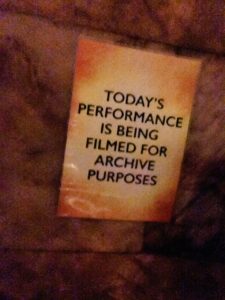 TODAY'S
PERFORMANCE
IS BEING
FILMED FOR
ARCHIVE
PURPOSES